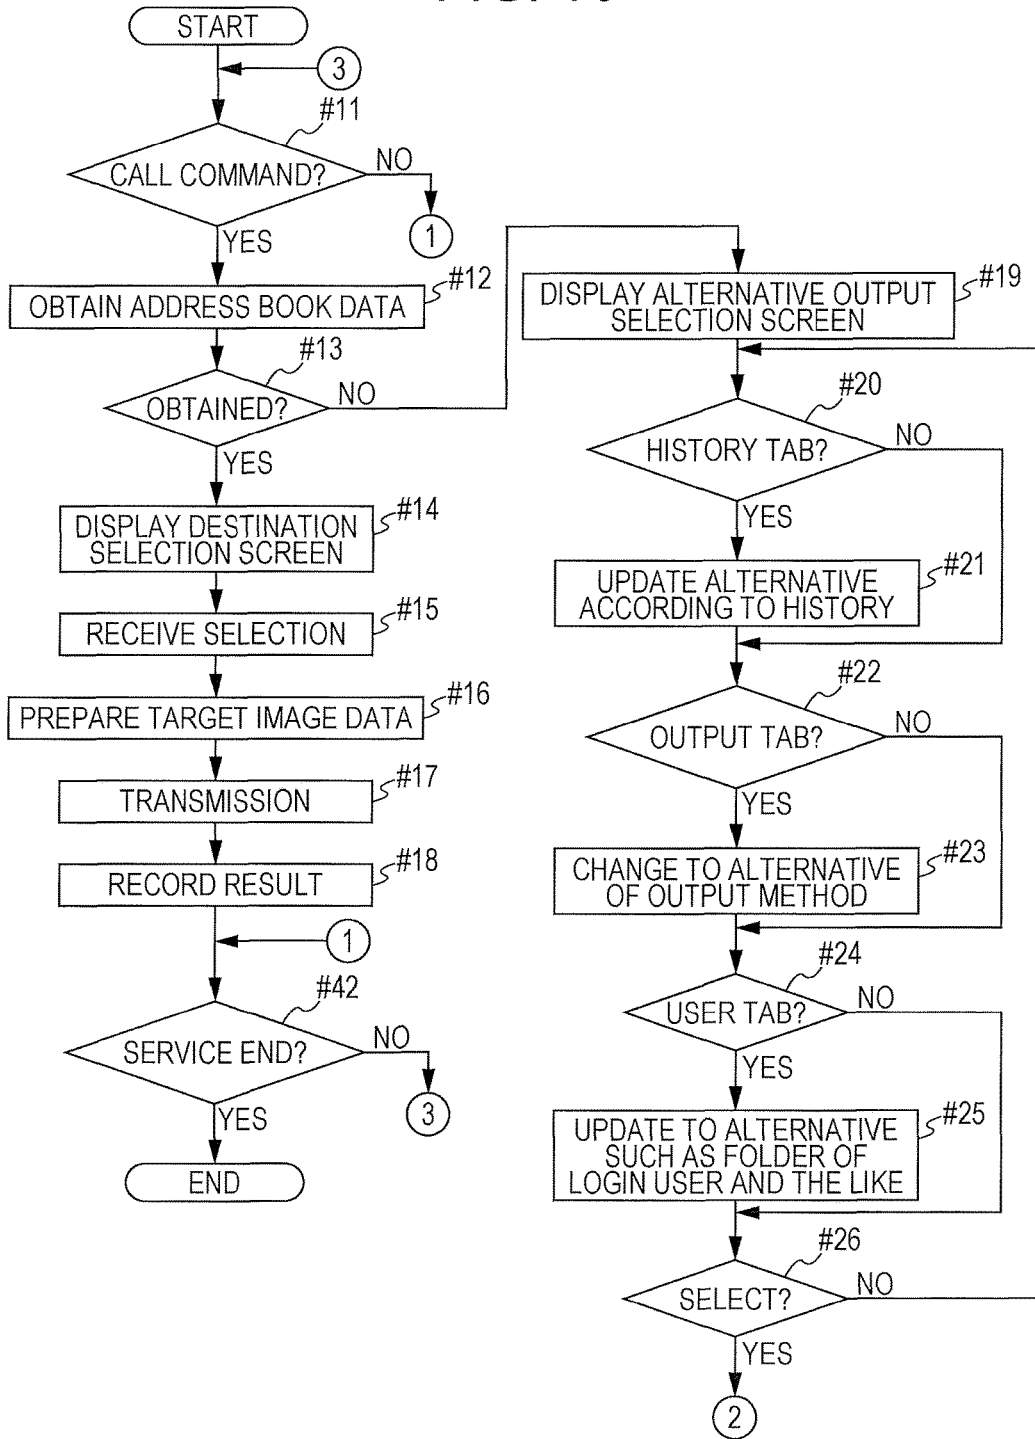 START
3
#11
CALL COMMAND?
NO
1
YES
#12
OBTAIN ADDRESS BOOK DATA
#13
OBTAINED?
NO
YES
#14
DISPLAY DESTINATION
SELECTION SCREEN
#15
RECEIVE SELECTION
#16
PREPARE TARGET IMAGE DATA
#17
TRANSMISSION
#18
RECORD RESULT
1
#42
SERVICE END?
NO
3
YES
END
#19
DISPLAY ALTERNATIVE OUTPUT
SELECTION SCREEN
#20
HISTORY TAB?
NO
YES
#21
UPDATE ALTERNATIVE
ACCORDING TO HISTORY
#22
OUTPUT TAB?
NO
YES
#23
CHANGE TO ALTERNATIVE
OF OUTPUT METHOD
#24
USER TAB?
NO
YES
#25
UPDATE TO ALTERNATIVE
SUCH AS FOLDER OF
LOGIN USER AND THE LIKE
#26
SELECT?
NO
YES
2